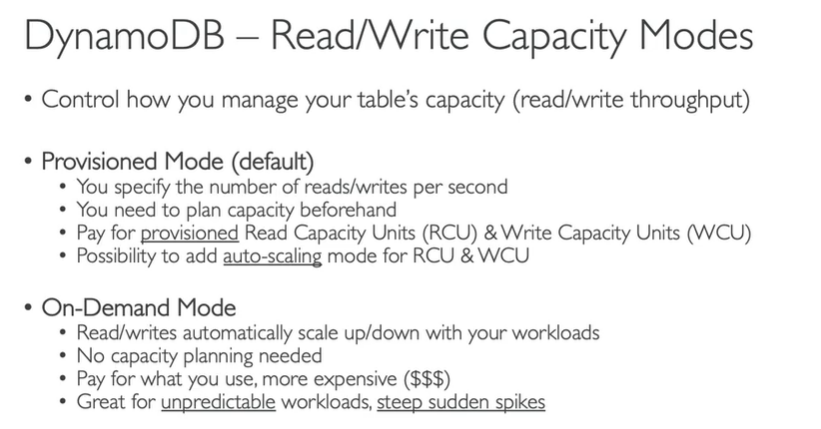 DynamoDB – Read/Write Capacity Modes
• Control how you manage your table's capacity (read/write throughput)
• Provisioned Mode (default)
• You specify the number of reads/writes per second
• You need to plan capacity beforehand
• Pay for provisioned Read Capacity Units (RCU) & Write Capacity Units (WCU)
• Possibility to add auto-scaling mode for RCU & WCU
• On-Demand Mode
• Read/writes automatically scale up/down with your workloads
• No capacity planning needed
• Pay for what you use, more expensive ($$$)
• Great for unpredictable workloads, steep sudden spikes